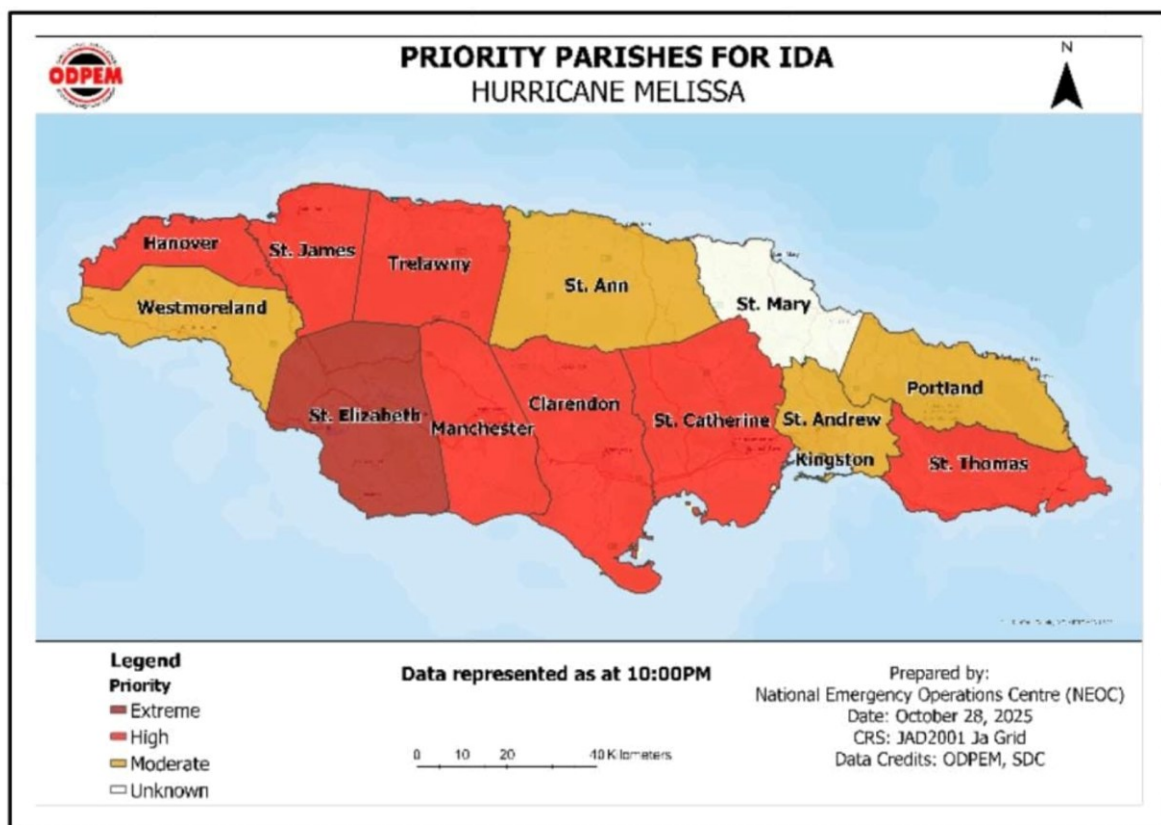 ODPEM
PRIORITY PARISHES FOR IDA
HURRICANE MELISSA
N
Hanover
St. James
Trelawny
Westmoreland
St. Ann
St. Mary
St. Elizabeth
Manchester
Clarendon
St. Catherine
St. Andrew
Kingston
Portland
St. Thomas
Legend
Priority
Extreme
High
Moderate
Unknown
Data represented as at 10:00PM
0 10 20 40 Kilometers
Prepared by:
National Emergency Operations Centre (NEOC)
Date: October 28, 2025
CRS: JAD2001 Ja Grid
Data Credits: ODPEM, SDC